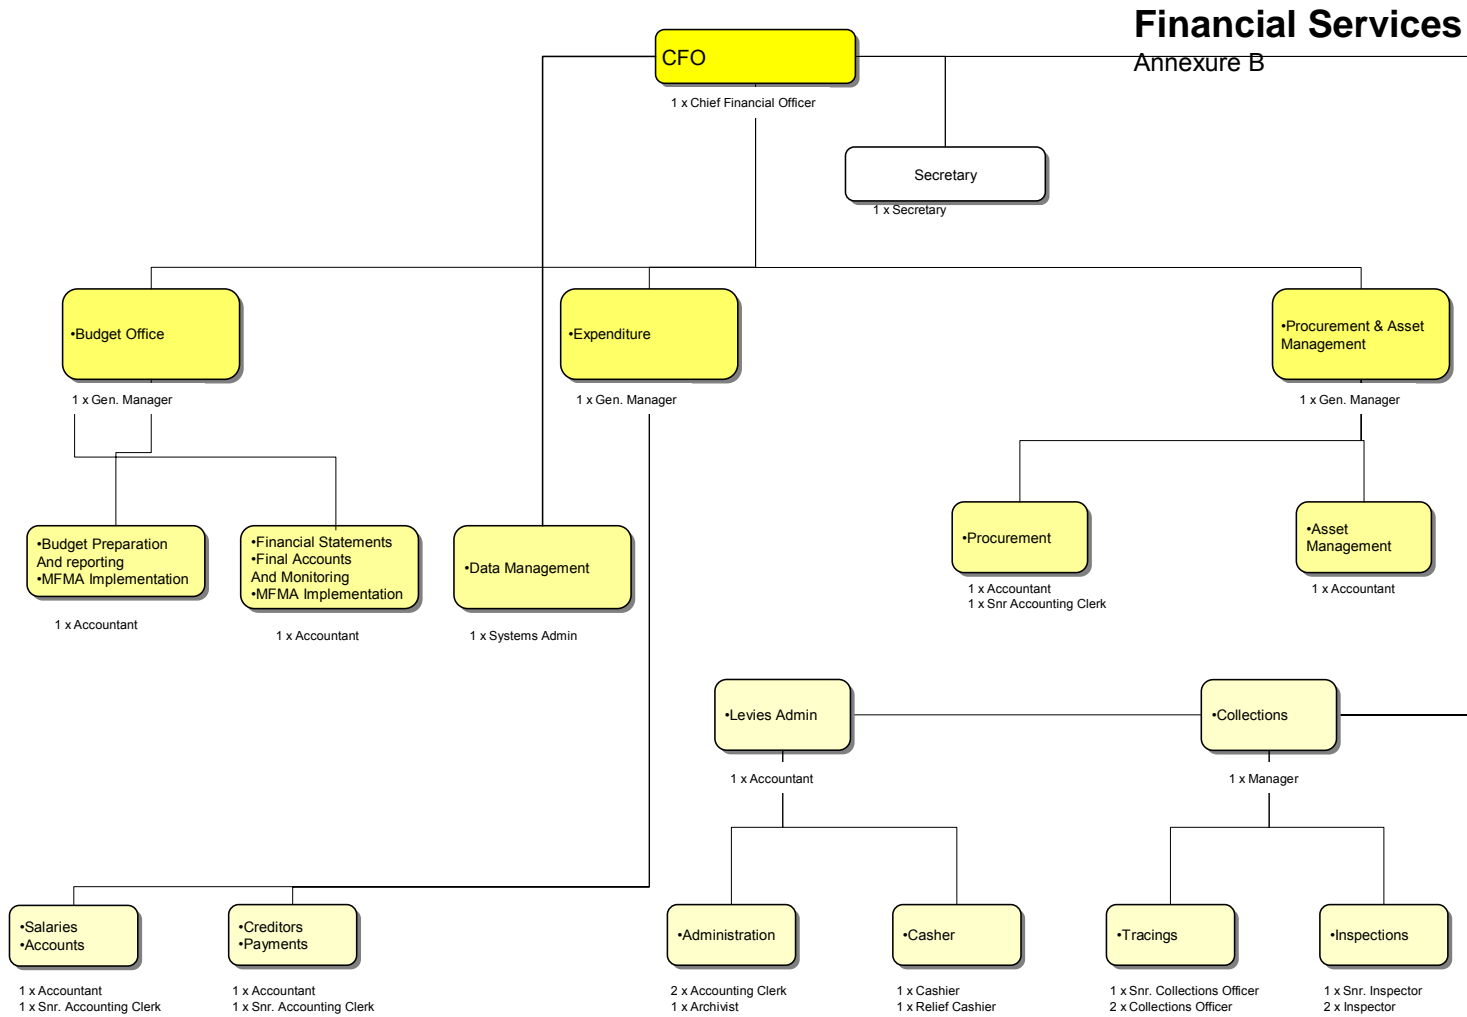 Financial Services
Annexure B
CFO
1 x Chief Financial Officer
Secretary
1 x Secretary
•Budget Office
1 x Gen. Manager
•Expenditure
1 x Gen. Manager
•Procurement & Asset
Management
1 x Gen. Manager
•Budget Preparation
And reporting
•MFMA Implementation
1 x Accountant
•Financial Statements
•Final Accounts
And Monitoring
•MFMA Implementation
1 x Accountant
•Data Management
1 x Systems Admin
•Procurement
1 x Accountant
1 x Snr Accounting Clerk
•Asset
Management
1 x Accountant
•Levies Admin
1 x Accountant
•Collections
1 x Manager
•Salaries
•Accounts
1 x Accountant
1 x Snr. Accounting Clerk
•Creditors
•Payments
1 x Accountant
1 x Snr. Accounting Clerk
•Administration
2 x Accounting Clerk
1 x Archivist
•Casher
1 x Cashier
1 x Relief Cashier
•Tracings
1 x Snr. Collections Officer
2 x Collections Officer
•Inspections
1 x Snr. Inspector
2 x Inspector